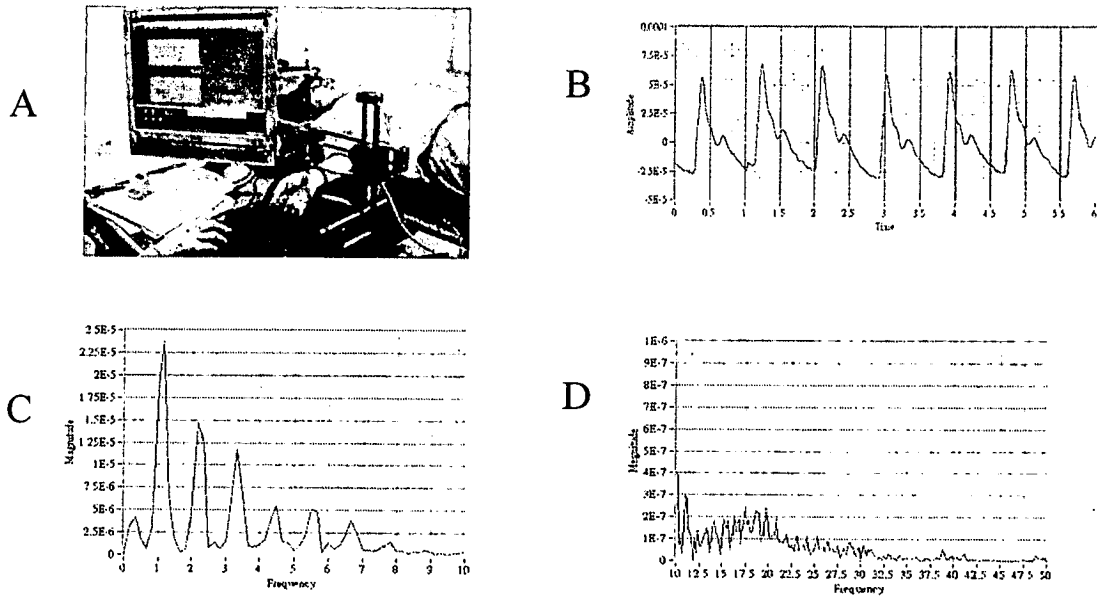 A
B
0.0001
7.5E-5
5E-5
2.5E-5
0
-2.5E-5
-5E-5
Amplitude
0 0.5 1 1.5 2 2.5 3 3.5 4 4.5 5 5.5 6
Time
C
2.5E-5
2.25E-5
2E-5
1.5E-5
1.25E-5
1E-5
7.5E-6
5E-6
2.5E-6
0
Magnitude
0 1 2 3 4 5 6 7 8 9 10
Frequency
D
1E-6
9E-7
8E-7
7E-7
6E-7
5E-7
4E-7
3E-7
2E-7
1E-7
0
Magnitude
10 12.5 15 17.5 20 22.5 25 27.5 30 32.5 35 37.5 40 42.5 45 47.5 50
Frequency